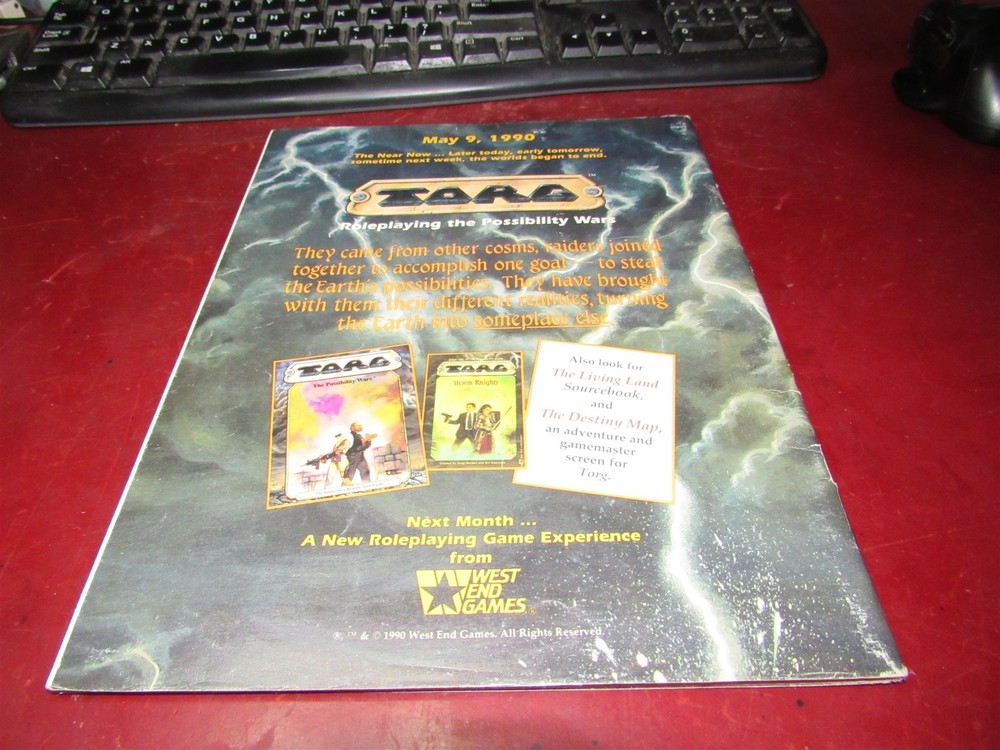 May 9, 1990
The Near Now ... Later today, early tomorrow,
sometime next week, the worlds began to end.
TORG™
Roleplaying the Possibility Wars
They came from other cosms, raiders joined
together to accomplish one goal — to steal
the Earth's possibilities. They have brought
with them their different realities, turning
the Earth into someplace else.
TORG
The Possibility Wars™
TORG
Storm Knights
Also look for
The Living Land
Sourcebook,
and
The Destiny Map,
an adventure and
gamemaster
screen for
Torg.
Next Month ...
A New Roleplaying Game Experience
from
WEST
END
GAMES®
®, ™ & © 1990 West End Games. All Rights Reserved.